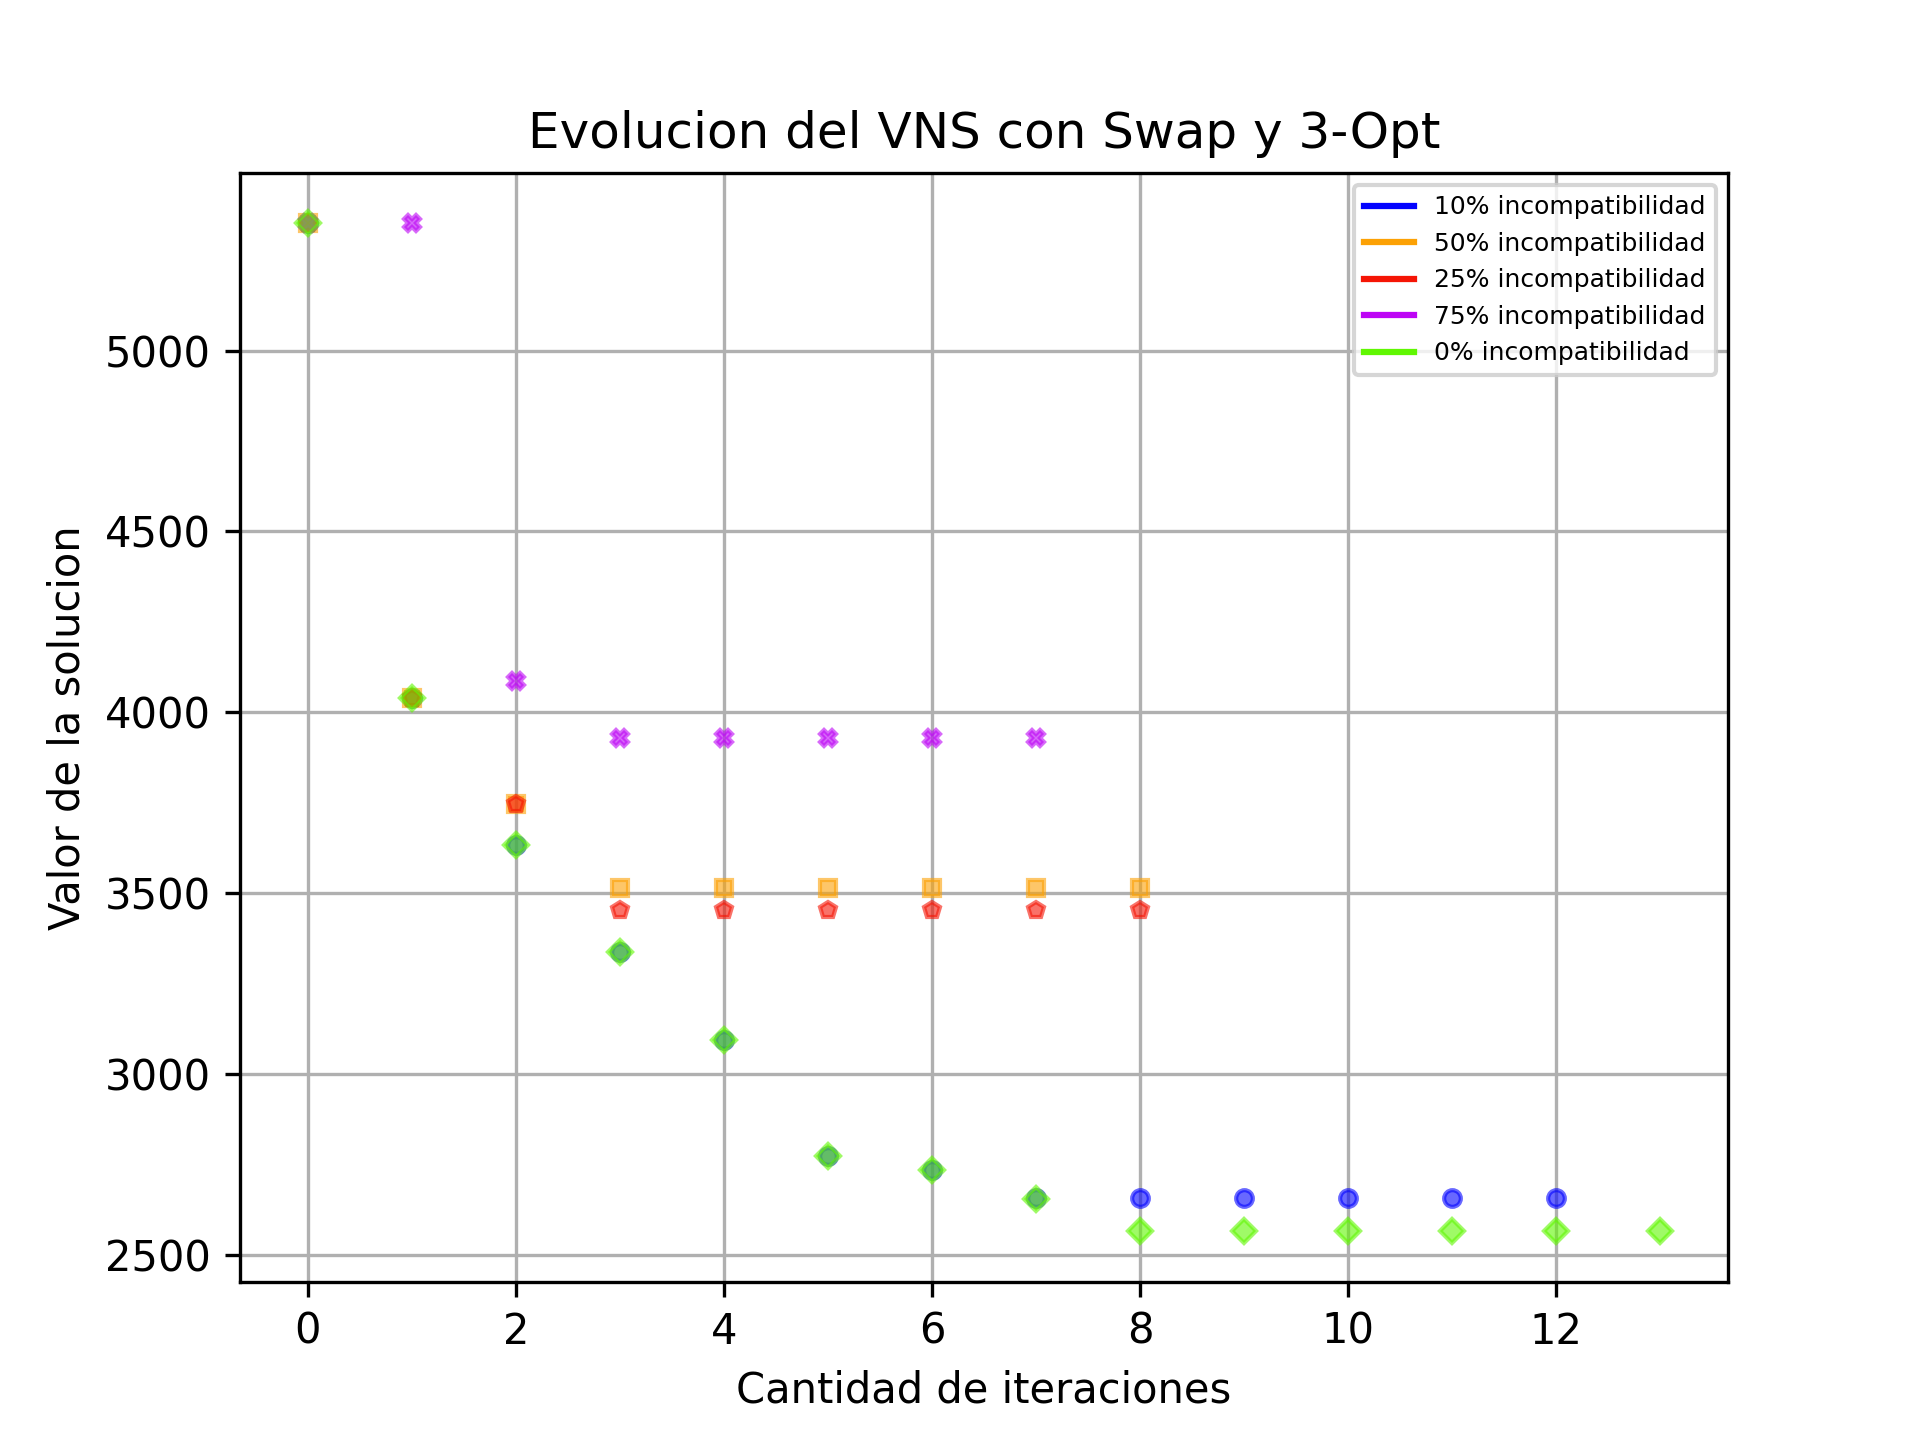 Evolucion del VNS con Swap y 3-Opt
10% incompatibilidad
50% incompatibilidad
25% incompatibilidad
75% incompatibilidad
0% incompatibilidad
5000
4500
4000
3500
3000
2500
Valor de la solucion
0 2 4 6 8 10 12
Cantidad de iteraciones